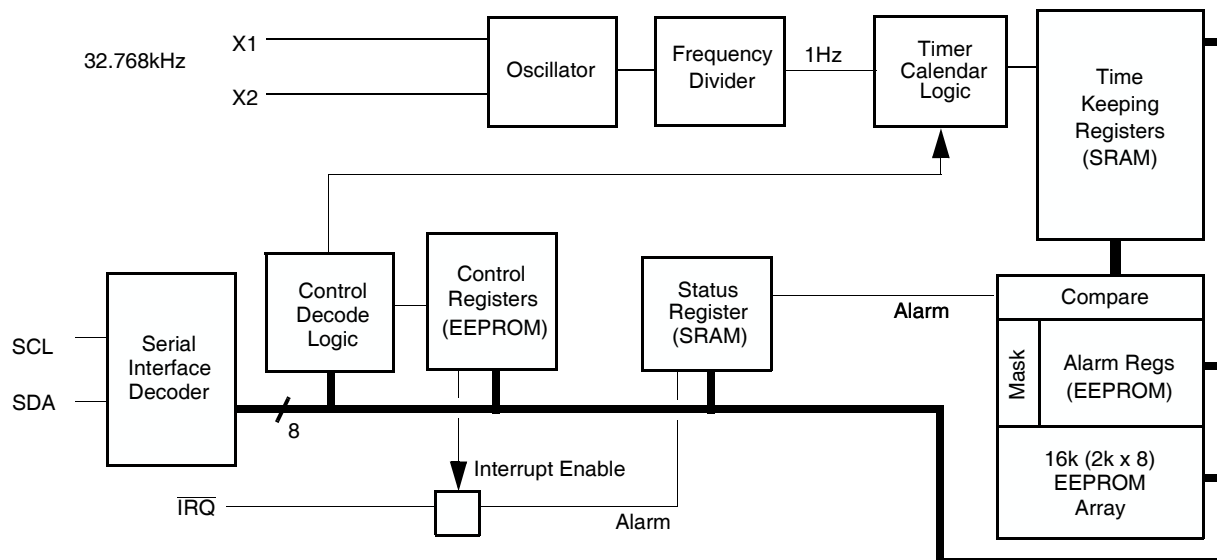 32.768kHz
X1
X2
Oscillator
Frequency
Divider
1Hz
Timer
Calendar
Logic
Time
Keeping
Registers
(SRAM)
SCL
SDA
Serial
Interface
Decoder
Control
Decode
Logic
Control
Registers
(EEPROM)
Status
Register
(SRAM)
Alarm
Compare
Mask
Alarm Regs
(EEPROM)
16k (2k x 8)
EEPROM
Array
8
Interrupt Enable
IRQ
Alarm